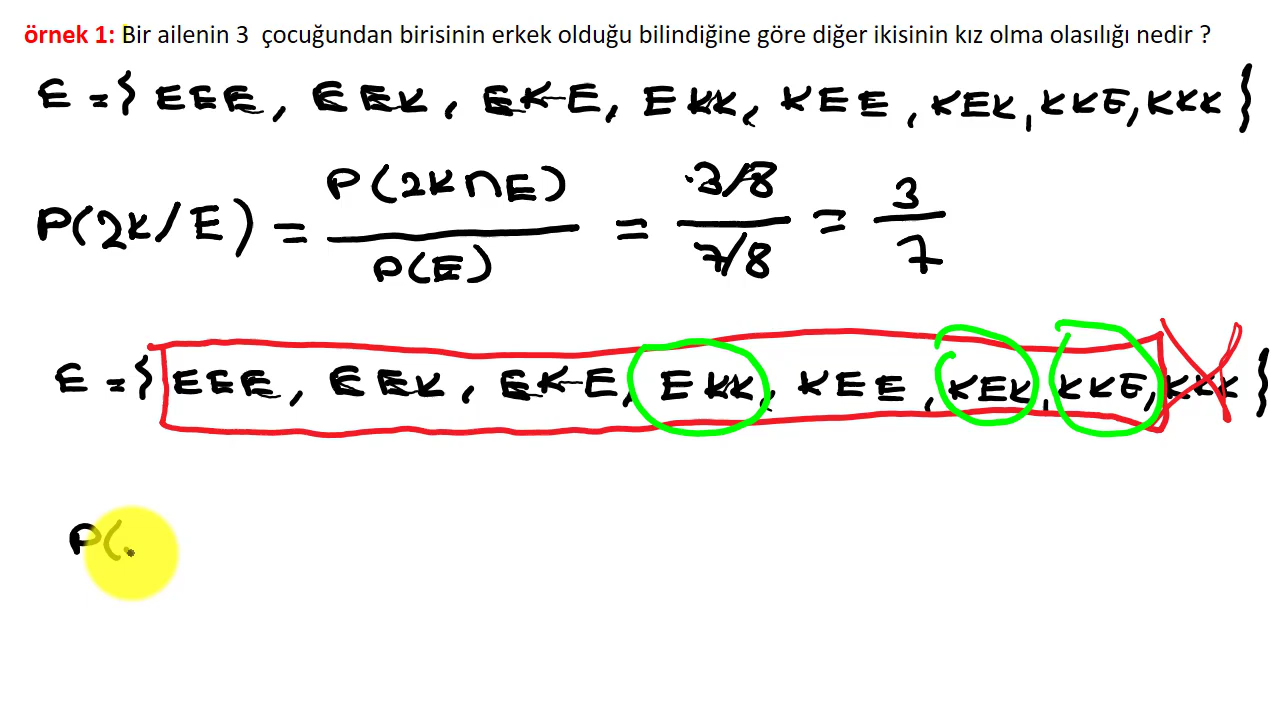 örnek 1: Bir ailenin 3 çocuğundan birisinin erkek olduğu bilindiğine göre diğer ikisinin kız olma olasılığı nedir ?
E = { EEE, EEK, EKE, EKK, KEE, KEK, KKE, KKK }
P(2K/E) = P(2K∩E) / P(E) = 3/8 / 7/8 = 3/7
E = { EEE, EEK, EKE, EKK, KEE, KEK, KKE, KKK }
P(